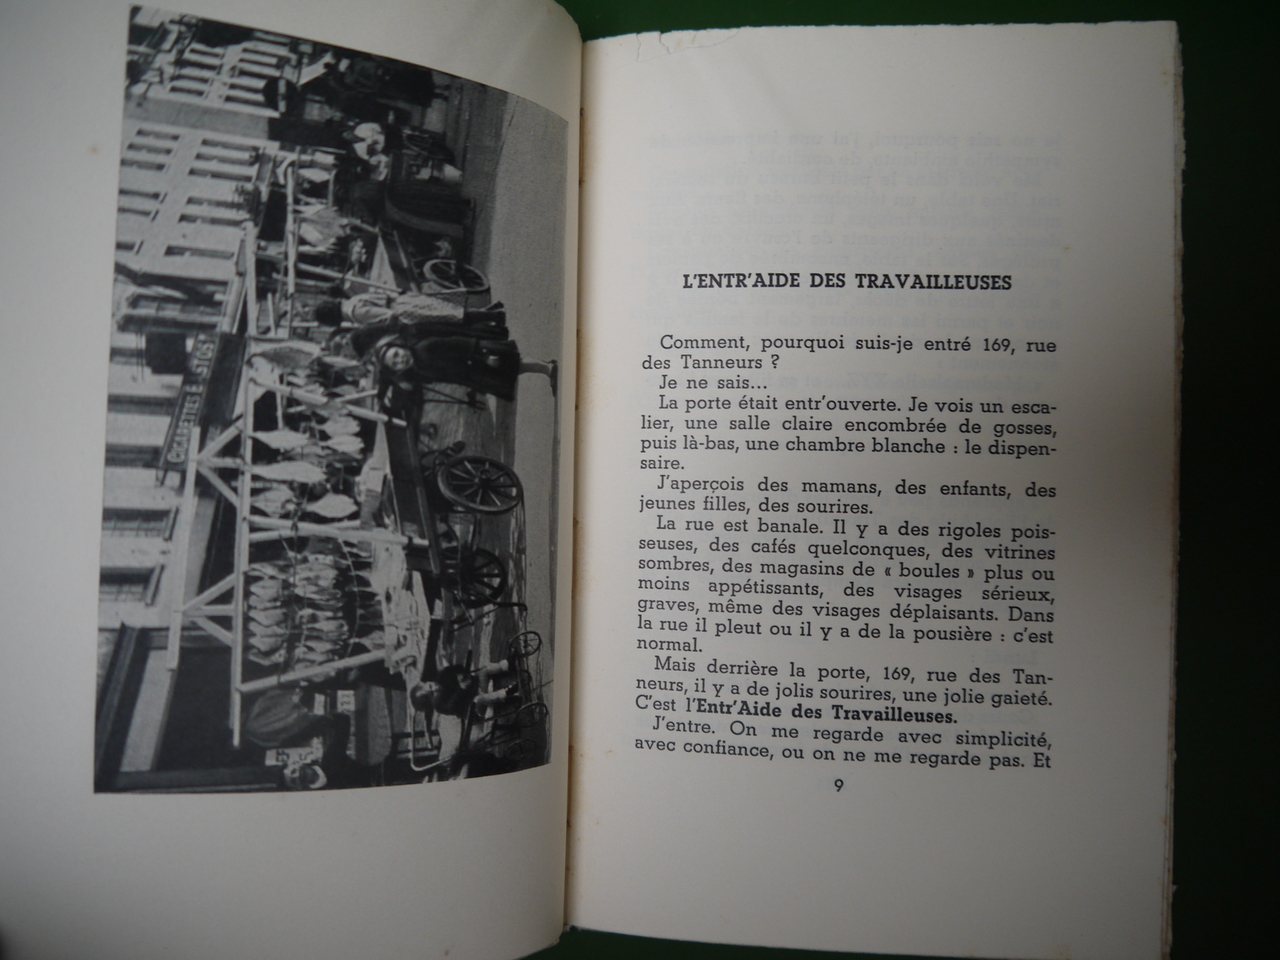 CIGARETTES
L'ENTR'AIDE DES TRAVAILLEUSES
Comment, pourquoi suis-je entré 169, rue
des Tanneurs ?
Je ne sais...
La porte était entr'ouverte. Je vois un esca-
lier, une salle claire encombrée de gosses,
puis là-bas, une chambre blanche : le dispen-
saire.
J'aperçois des mamans, des enfants, des
jeunes filles, des sourires.
La rue est banale. Il y a des rigoles pois-
seuses, des cafés quelconques, des vitrines
sombres, des magasins de « boules » plus ou
moins appétissants, des visages sérieux,
graves, même des visages déplaisants. Dans
la rue il pleut ou il y a de la pousière : c'est
normal.
Mais derrière la porte, 169, rue des Tan-
neurs, il y a de jolis sourires, une jolie gaieté.
C'est l'Entr'Aide des Travailleuses.
J'entre. On me regarde avec simplicité,
avec confiance, ou on ne me regarde pas. Et
9